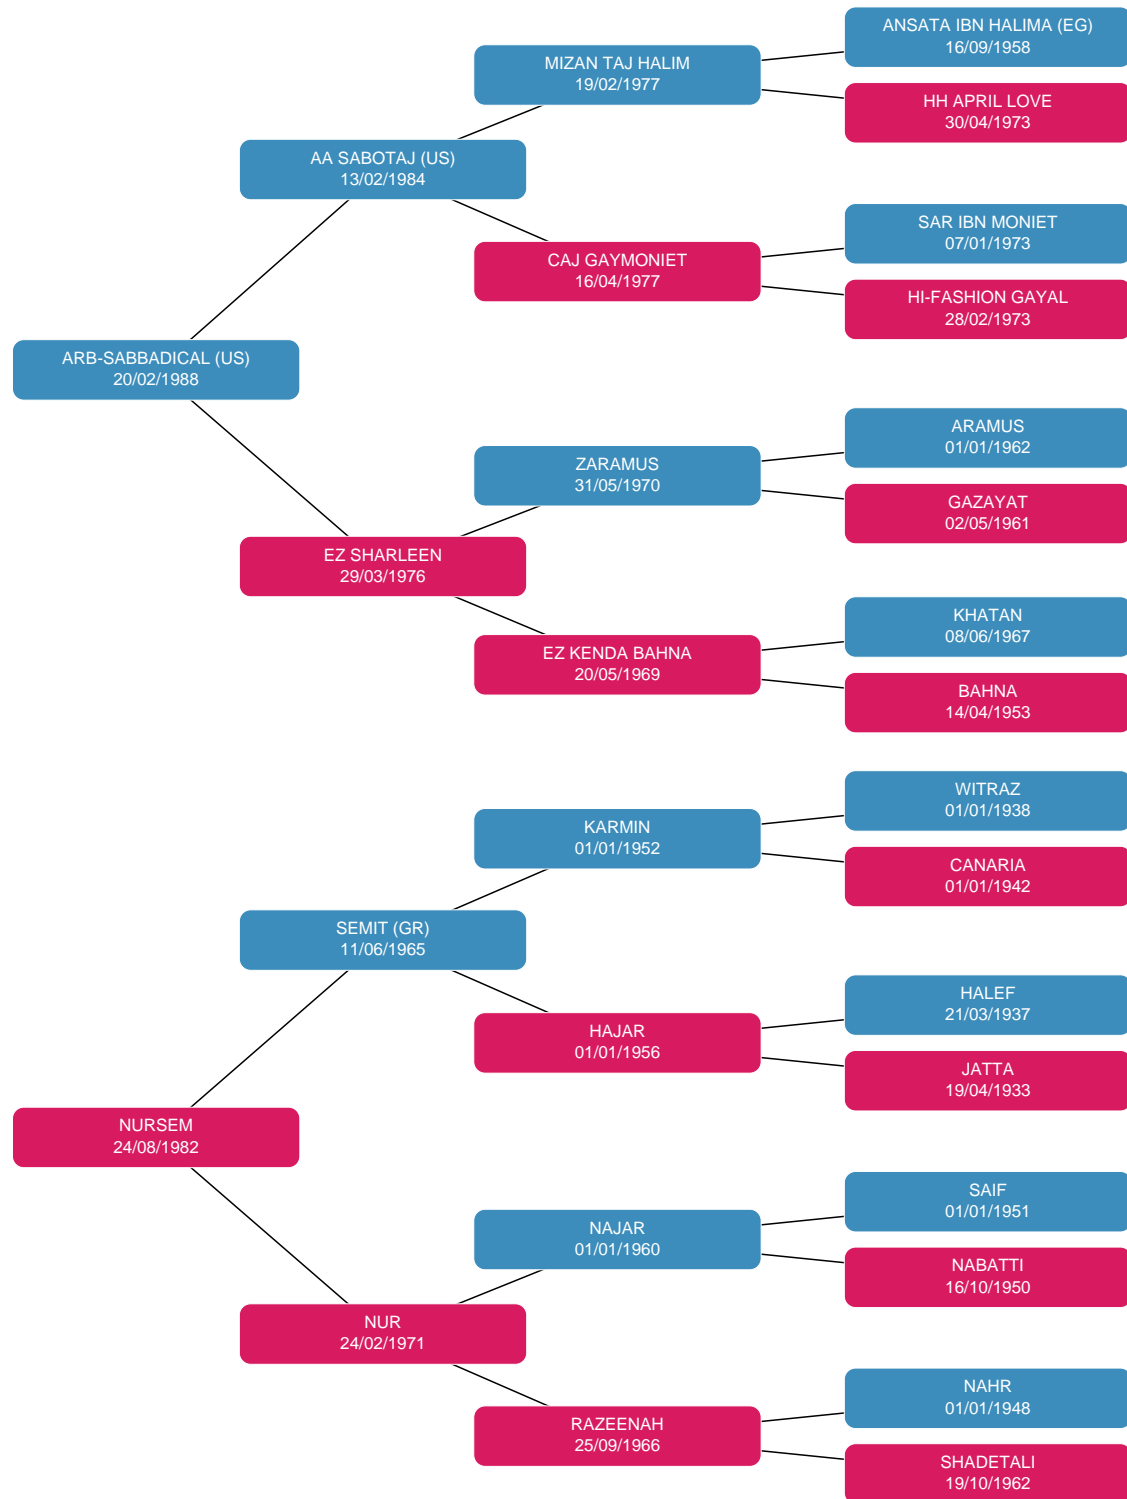 ANSATA IBN HALIMA (EG)
16/09/1958
MIZAN TAJ HALIM
19/02/1977
HH APRIL LOVE
30/04/1973
AA SABOTAJ (US)
13/02/1984
SAR IBN MONIET
07/01/1973
CAJ GAYMONIET
16/04/1977
HI-FASHION GAYAL
28/02/1973
ARB-SABBADICAL (US)
20/02/1988
ARAMUS
01/01/1962
ZARAMUS
31/05/1970
GAZAYAT
02/05/1961
EZ SHARLEEN
29/03/1976
KHATAN
08/06/1967
EZ KENDA BAHNA
20/05/1969
BAHNA
14/04/1953
WITRAZ
01/01/1938
KARMIN
01/01/1952
CANARIA
01/01/1942
SEMIT (GR)
11/06/1965
HALEF
21/03/1937
HAJAR
01/01/1956
JATTA
19/04/1933
NURSEM
24/08/1982
SAIF
01/01/1951
NAJAR
01/01/1960
NABATTI
16/10/1950
NUR
24/02/1971
NAHR
01/01/1948
RAZEENAH
25/09/1966
SHADETALI
19/10/1962